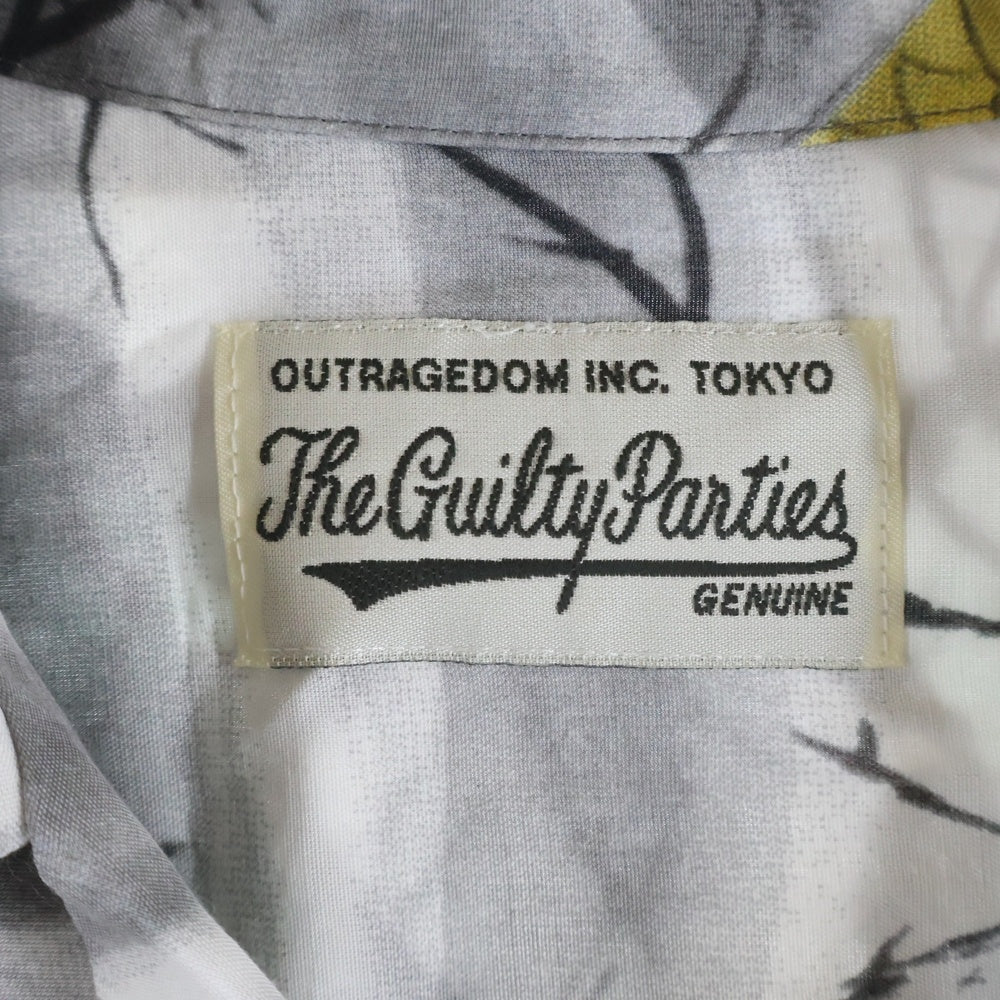 OUTRAGEDOM INC. TOKYO
The Guilty Parties
GENUINE